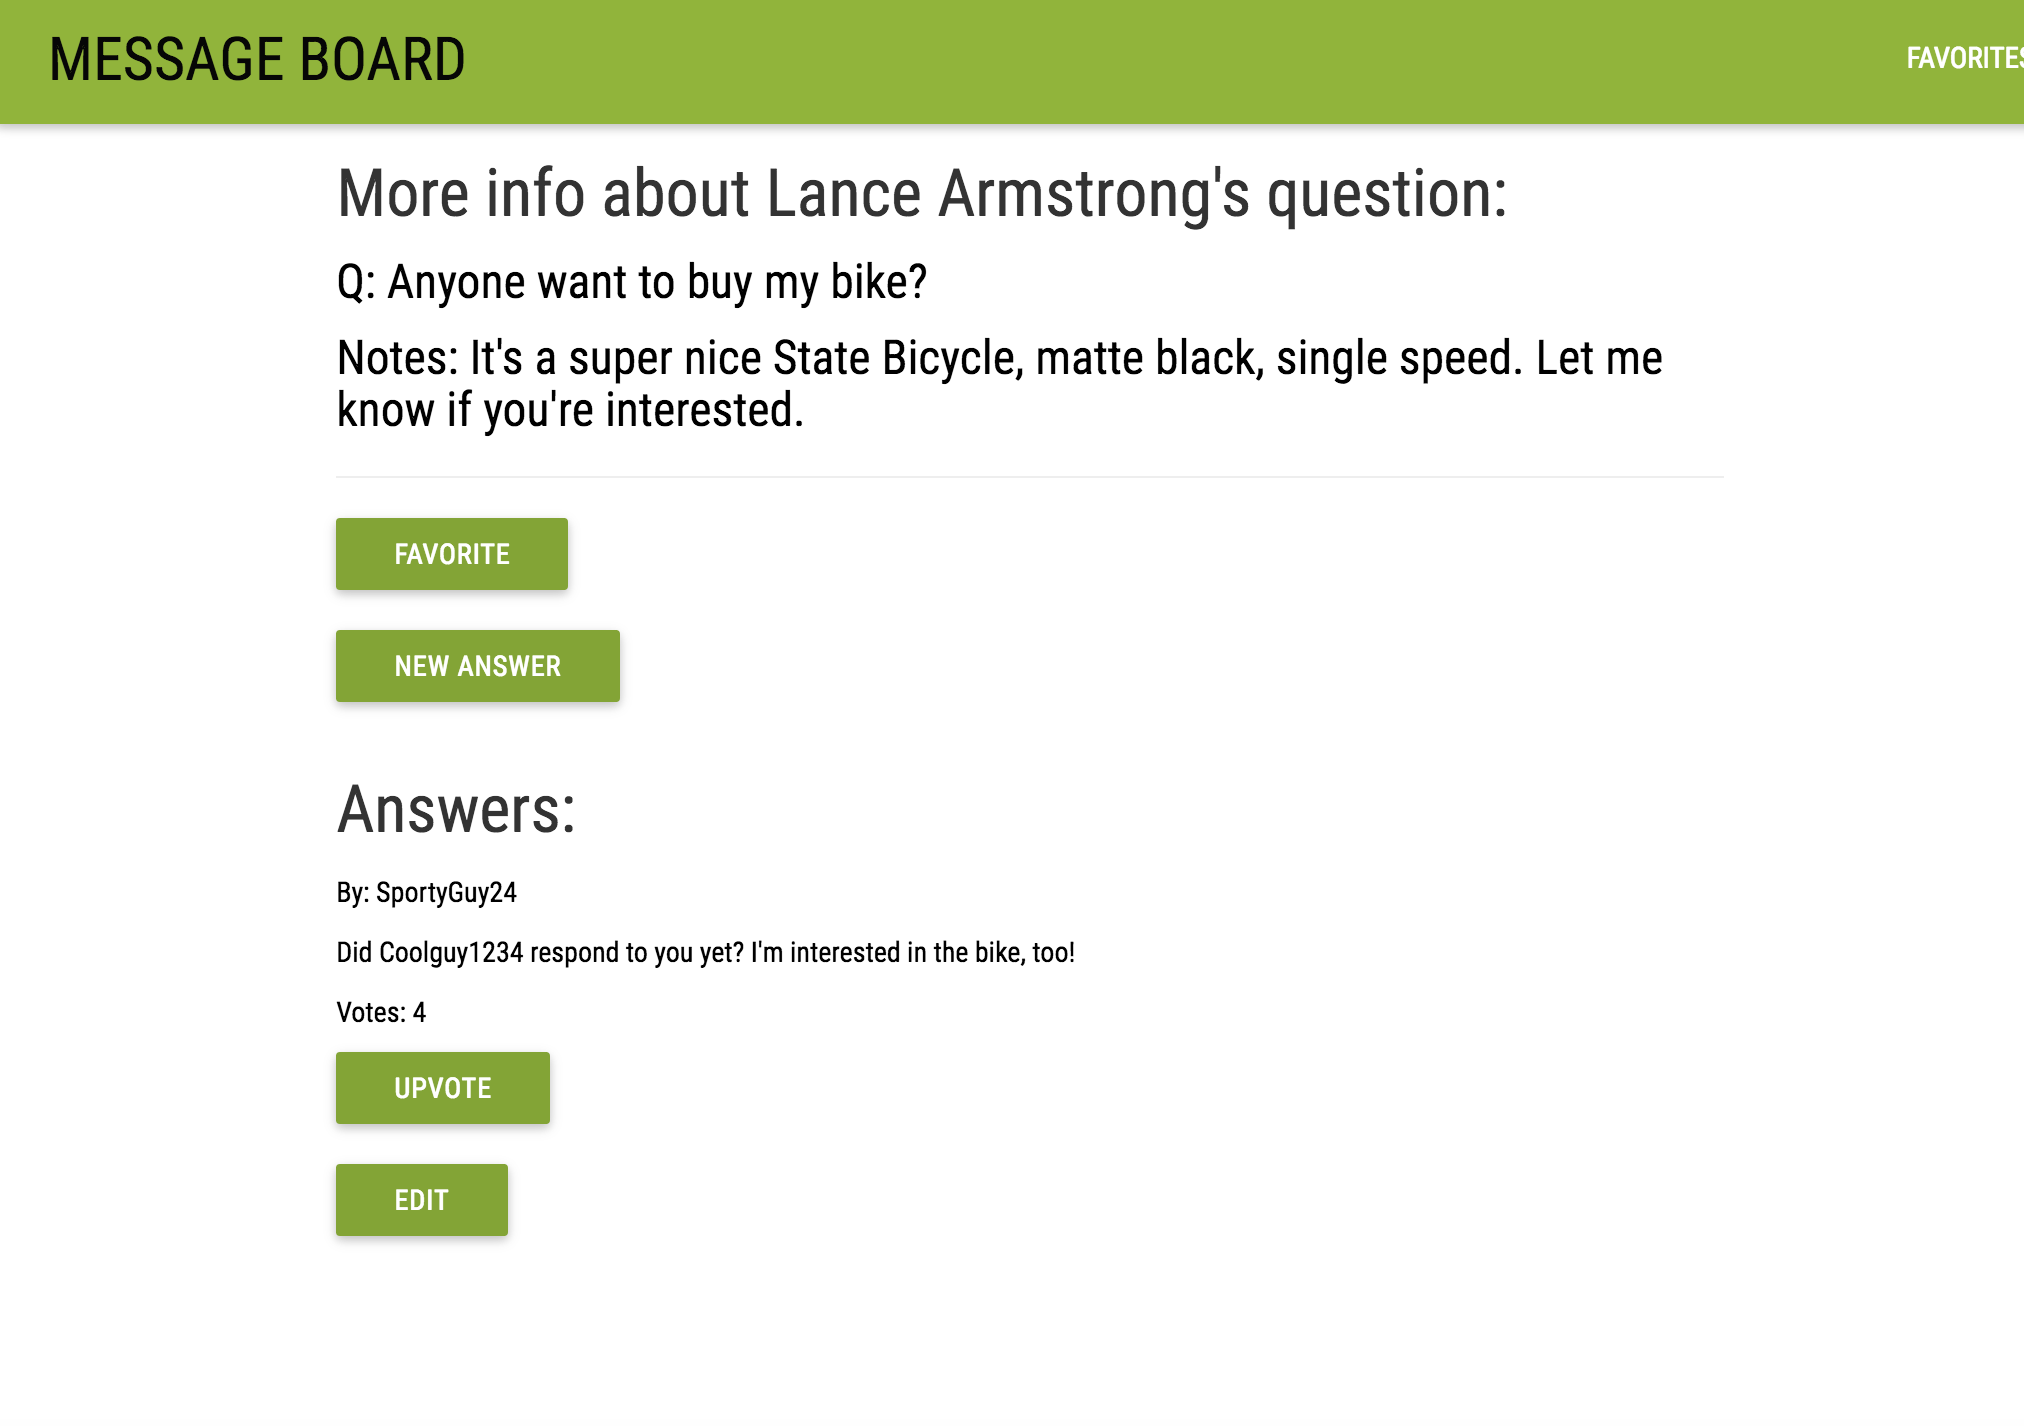 MESSAGE BOARD
FAVORITES
More info about Lance Armstrong's question:
Q: Anyone want to buy my bike?
Notes: It's a super nice State Bicycle, matte black, single speed. Let me
know if you're interested.
FAVORITE
NEW ANSWER
Answers:
By: SportyGuy24
Did Coolguy1234 respond to you yet? I'm interested in the bike, too!
Votes: 4
UPVOTE
EDIT